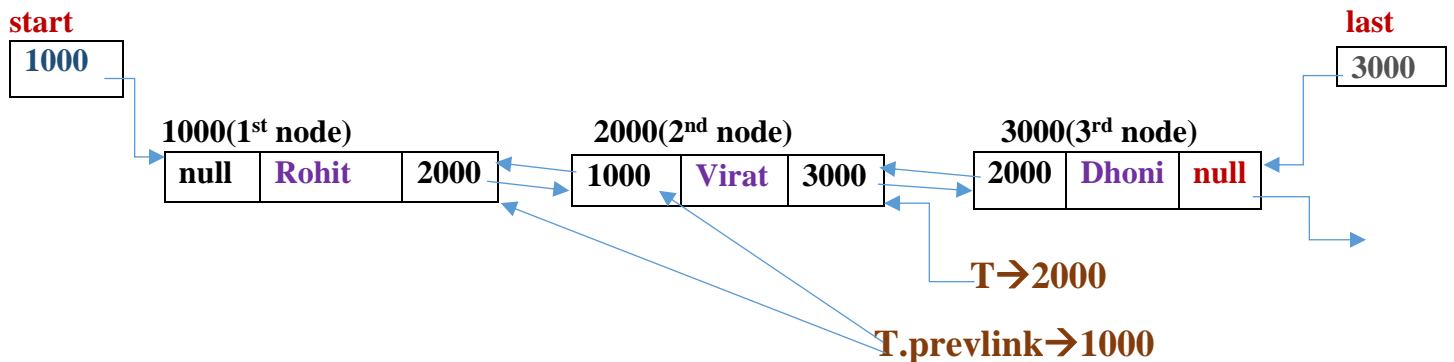 start last
1000 3000
1000(1st node) 2000(2nd node) 3000(3rd node)
null Rohit 2000 1000 Virat 3000 2000 Dhoni null
T→2000
T.prevlink→1000